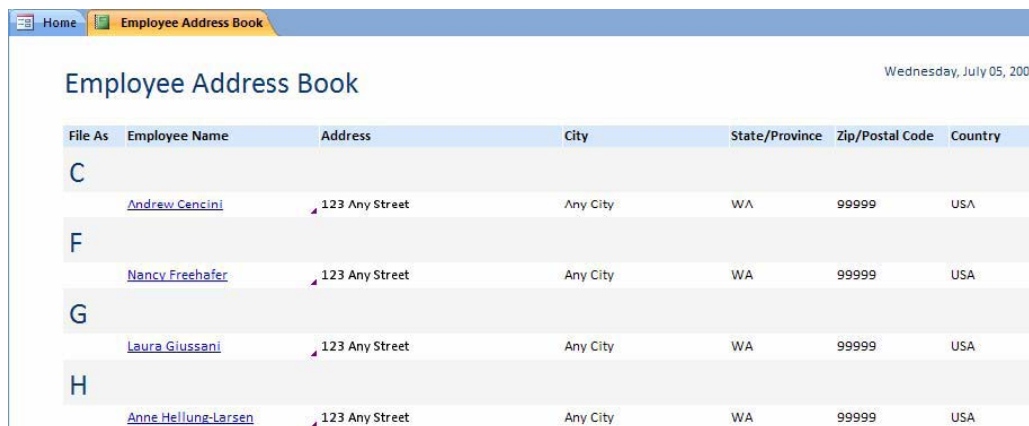 Home Employee Address Book
Employee Address Book Wednesday, July 05, 200
File As Employee Name Address City State/Province Zip/Postal Code Country
C
Andrew Cencini 123 Any Street Any City WA 99999 USA
F
Nancy Freehafer 123 Any Street Any City WA 99999 USA
G
Laura Giussani 123 Any Street Any City WA 99999 USA
H
Anne Hellung-Larsen 123 Any Street Any City WA 99999 USA